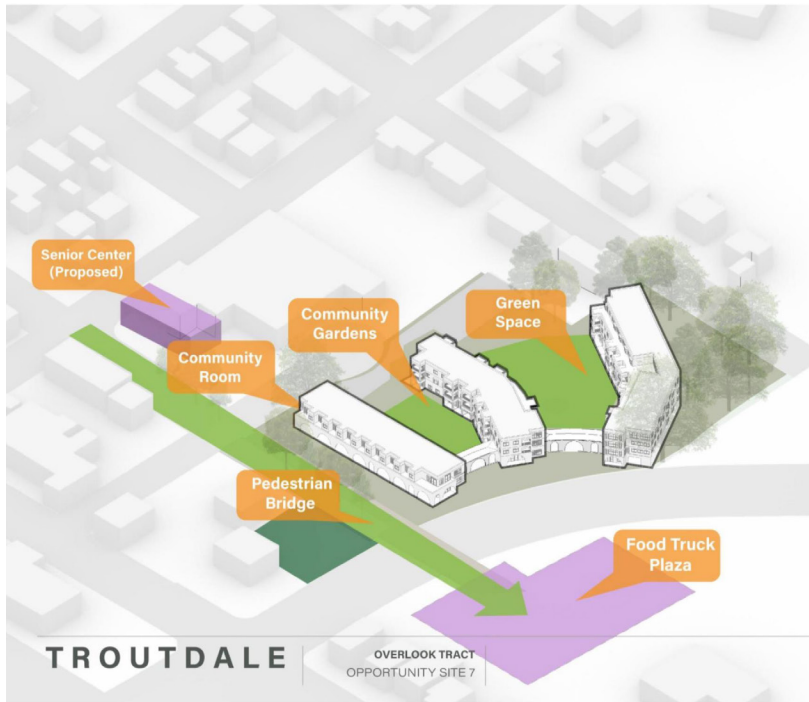 Senior Center
(Proposed)
Community
Gardens
Green
Space
Community
Room
Pedestrian
Bridge
Food Truck
Plaza
TROUTDALE
OVERLOOK TRACT
OPPORTUNITY SITE 7